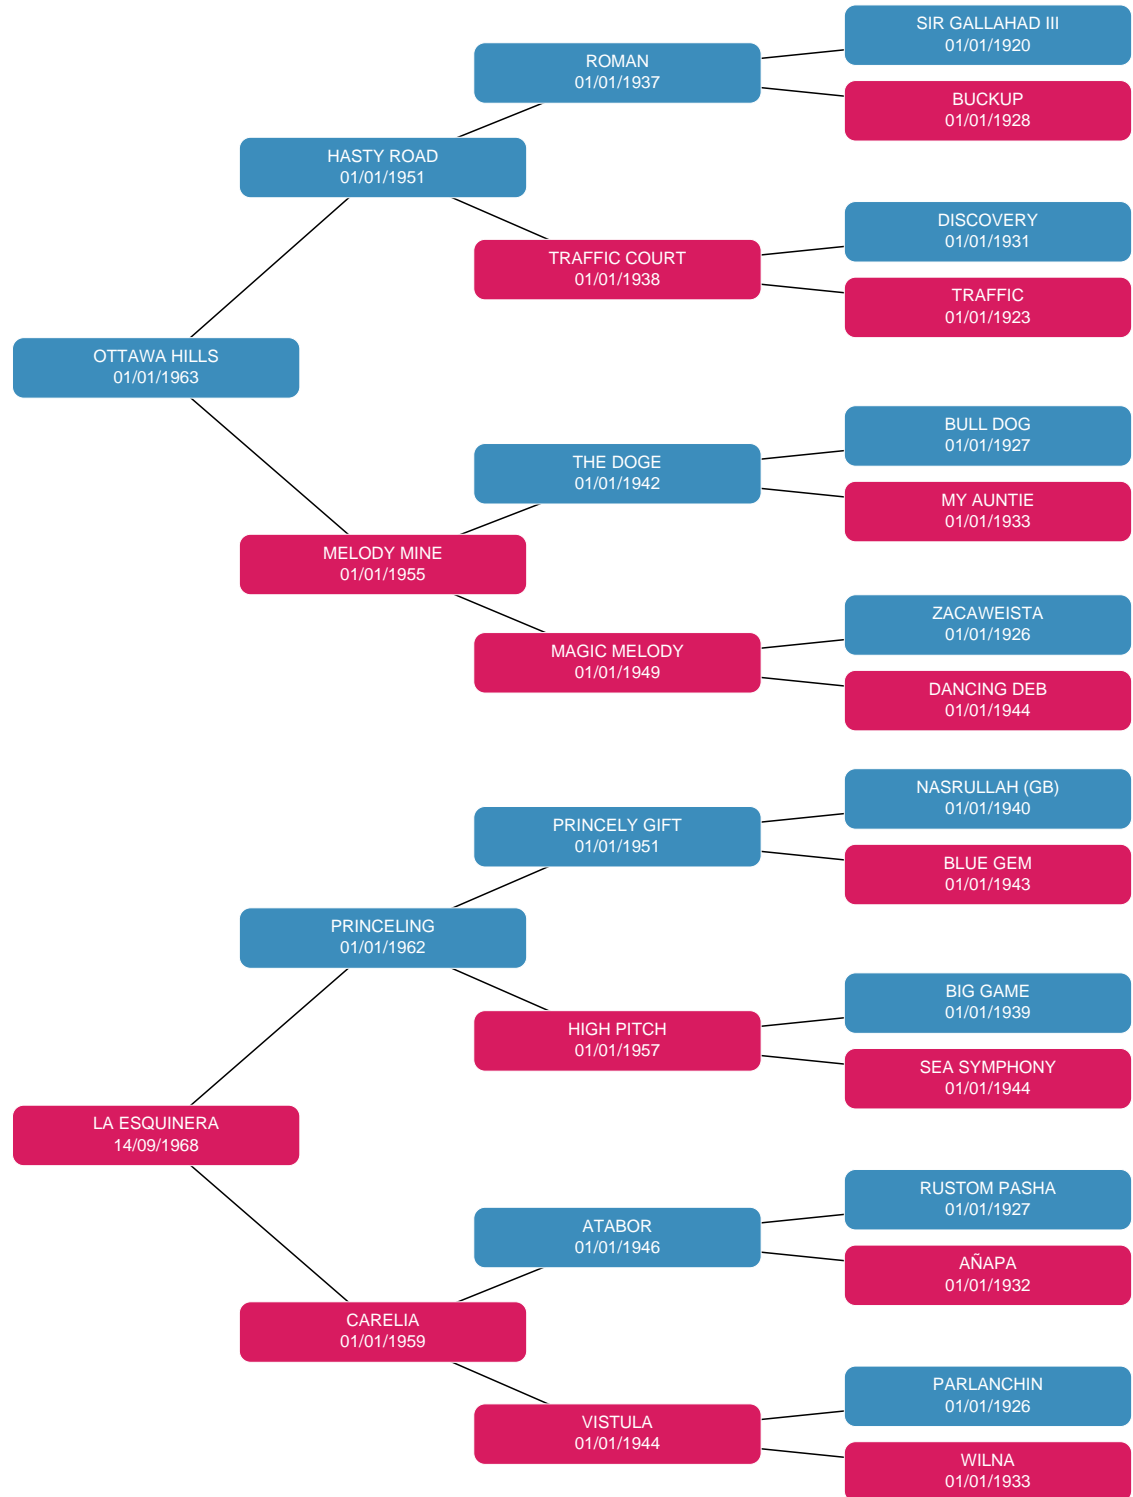 SIR GALLAHAD III
01/01/1920
ROMAN
01/01/1937
BUCKUP
01/01/1928
HASTY ROAD
01/01/1951
DISCOVERY
01/01/1931
TRAFFIC COURT
01/01/1938
TRAFFIC
01/01/1923
OTTAWA HILLS
01/01/1963
BULL DOG
01/01/1927
THE DOGE
01/01/1942
MY AUNTIE
01/01/1933
MELODY MINE
01/01/1955
ZACAWEISTA
01/01/1926
MAGIC MELODY
01/01/1949
DANCING DEB
01/01/1944
NASRULLAH (GB)
01/01/1940
PRINCELY GIFT
01/01/1951
BLUE GEM
01/01/1943
PRINCELING
01/01/1962
BIG GAME
01/01/1939
HIGH PITCH
01/01/1957
SEA SYMPHONY
01/01/1944
LA ESQUINERA
14/09/1968
RUSTOM PASHA
01/01/1927
ATABOR
01/01/1946
AÑAPA
01/01/1932
CARELIA
01/01/1959
PARLANCHIN
01/01/1926
VISTULA
01/01/1944
WILNA
01/01/1933